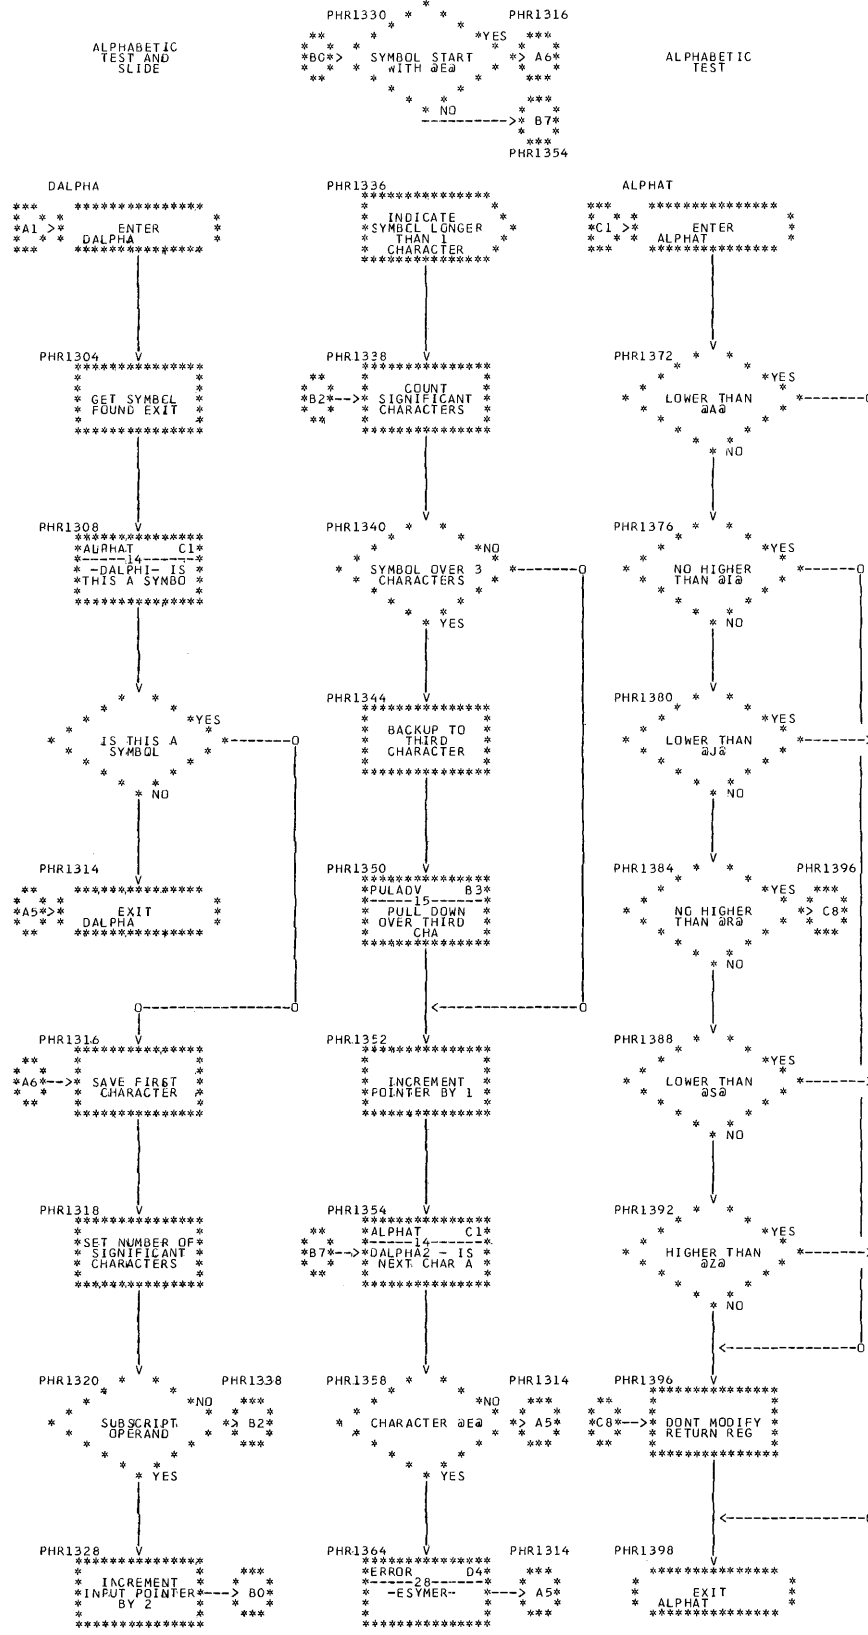 ALPHABETIC
TEST AND
SLIDE
DALPHA
A1
ENTER
DALPHA
PHR1304
GET SYMBOL
FOUND EXIT
PHR1308
ALPHAT C1
14
-DALPHI- IS
THIS A SYMBO
IS THIS A
SYMBOL
YES
NO
PHR1314
A5
EXIT
DALPHA
PHR1316
A6
SAVE FIRST
CHARACTER
PHR1318
SET NUMBER OF
SIGNIFICANT
CHARACTERS
PHR1320
SUBSCRIPT
OPERAND
NO
PHR1338
B2
YES
PHR1328
INCREMENT
INPUT POINTER
BY 2
B0
PHR1330
B0
SYMBOL START
WITH @E@
YES
PHR1316
A6
NO
B7
PHR1354
PHR1336
INDICATE
SYMBOL LONGER
THAN 1
CHARACTER
PHR1338
B2
COUNT
SIGNIFICANT
CHARACTERS
PHR1340
SYMBOL OVER 3
CHARACTERS
NO
YES
PHR1344
BACKUP TO
THIRD
CHARACTER
PHR1350
PULADV B3
15
PULL DOWN
OVER THIRD
CHA
PHR1352
INCREMENT
POINTER BY 1
PHR1354
B7
ALPHAT C1
14
DALPHA2 - IS
NEXT CHAR A
PHR1358
CHARACTER @E@
NO
PHR1314
A5
YES
PHR1364
ERROR D4
28
-ESYMER-
PHR1314
A5
ALPHABETIC
TEST
ALPHAT
C1
ENTER
ALPHAT
PHR1372
LOWER THAN
@A@
YES
NO
PHR1376
NO HIGHER
THAN @I@
YES
NO
PHR1380
LOWER THAN
@J@
YES
NO
PHR1384
NO HIGHER
THAN @R@
YES
PHR1396
C8
NO
PHR1388
LOWER THAN
@S@
YES
NO
PHR1392
HIGHER THAN
@Z@
YES
NO
PHR1396
C8
DONT MODIFY
RETURN REG
PHR1398
EXIT
ALPHAT